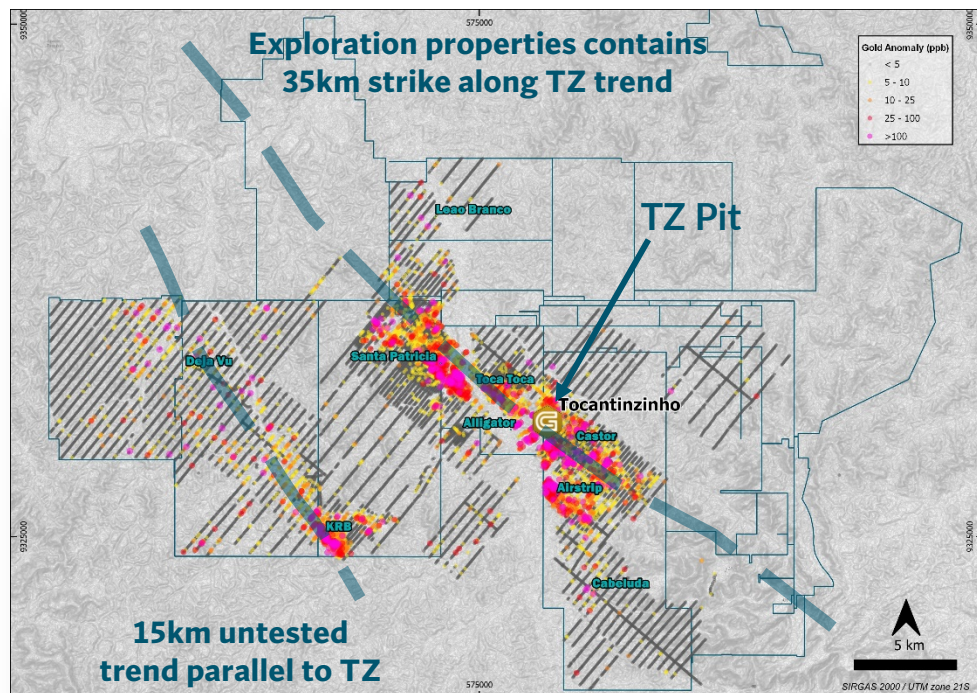 9350000
575000
9350000
Exploration properties contains
35km strike along TZ trend
Gold Anomaly (ppb)
< 5
5 - 10
10 - 25
25 - 100
>100
Leao Branco
TZ Pit
Deja Vu
Santa Patricia
Toca Toca
Tocantinzinho
Alligator
Castor
Airstrip
KRB
9325000
9325000
Cabeluda
15km untested
trend parallel to TZ
5 km
575000
SIRGAS 2000 / UTM zone 21S
G